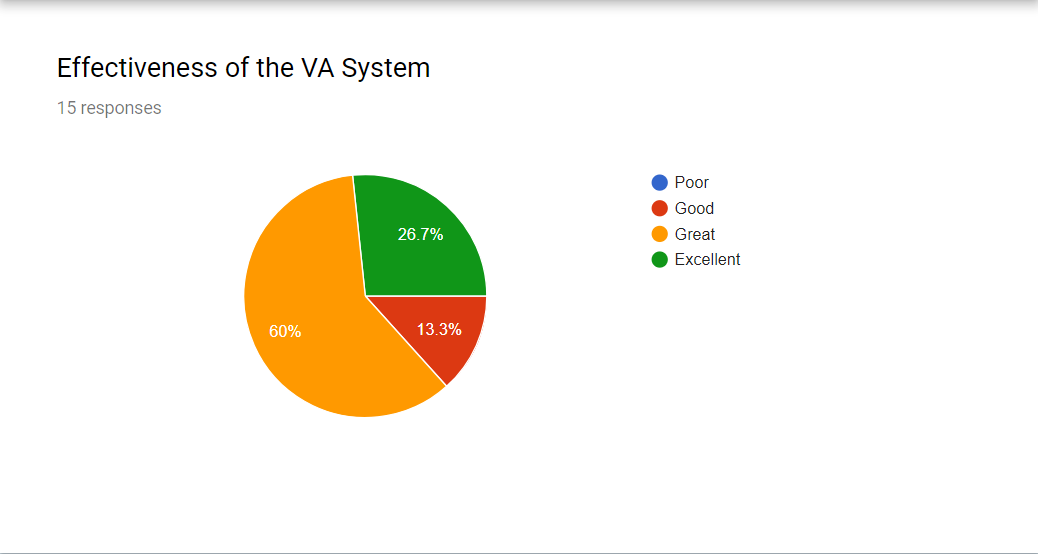 Effectiveness of the VA System
15 responses
26.7%
60%
13.3%
Poor
Good
Great
Excellent